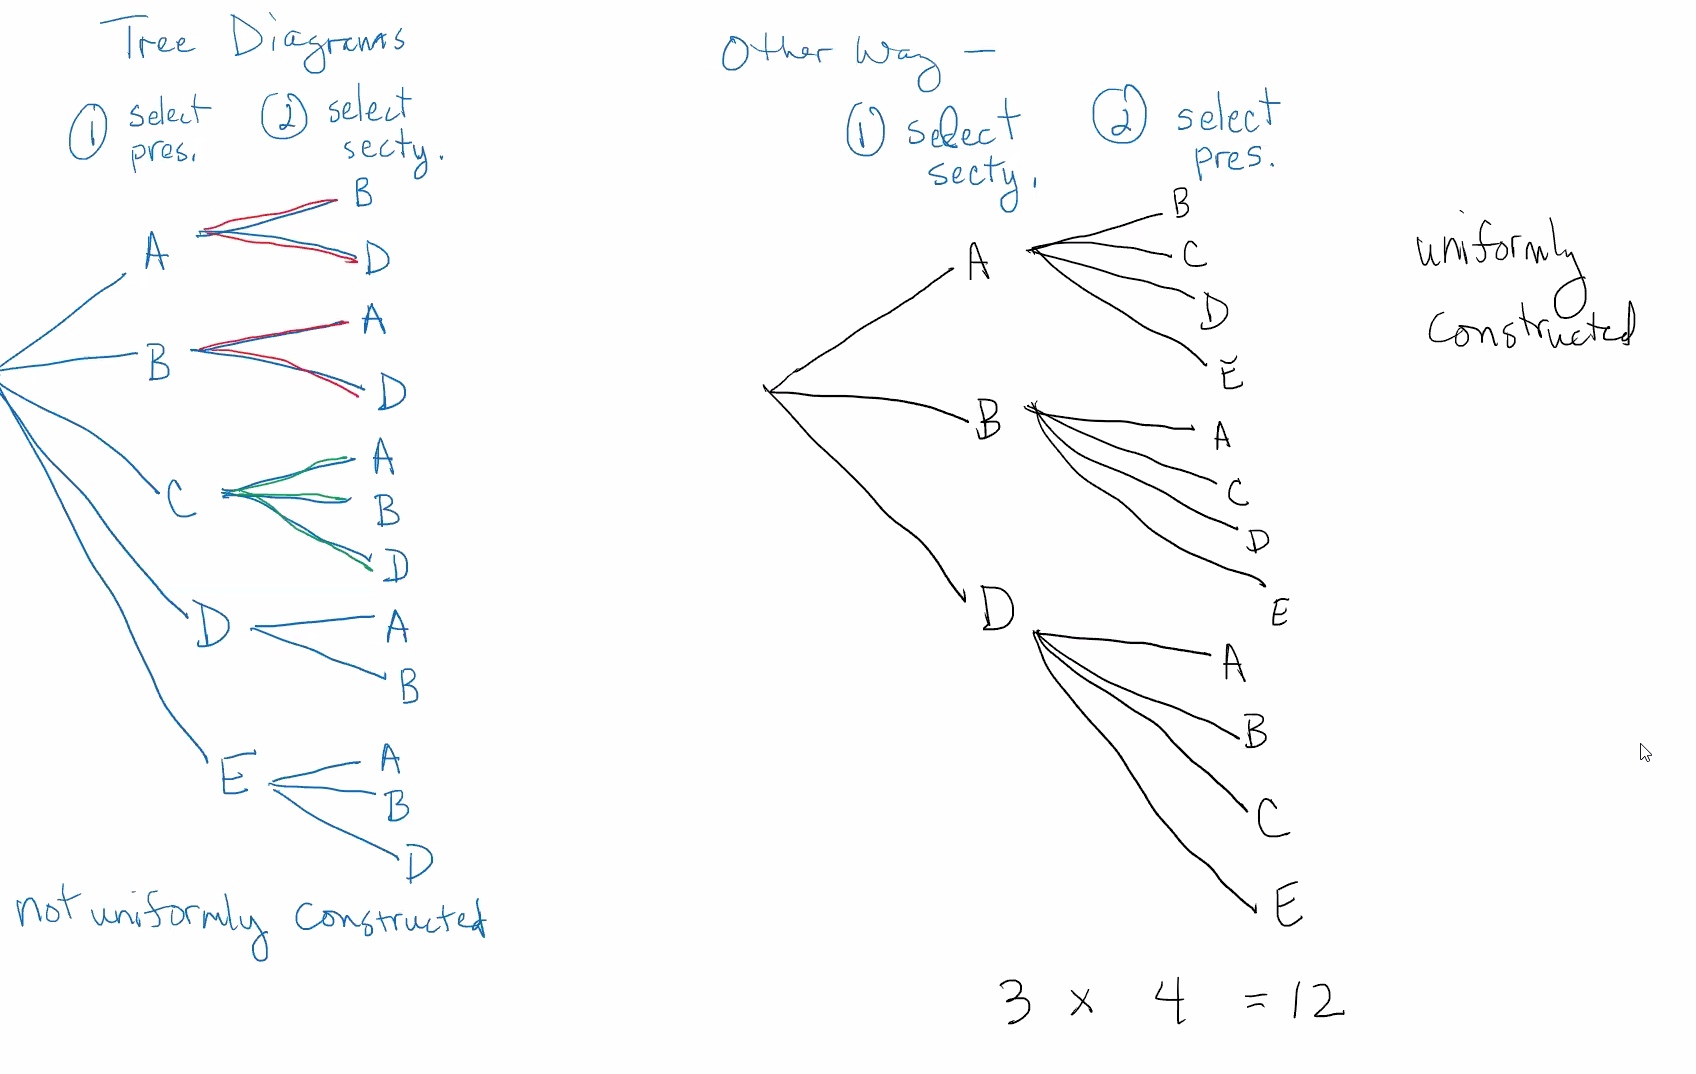 Tree Diagrams
① select pres.
② select secty.
A
B
D
B
A
D
C
A
B
D
D
A
B
E
A
B
D
not uniformly constructed
Other Way —
① select secty.
② select pres.
A
B
C
D
E
B
A
C
D
E
D
A
B
C
E
3 x 4 = 12
uniformly
constructed